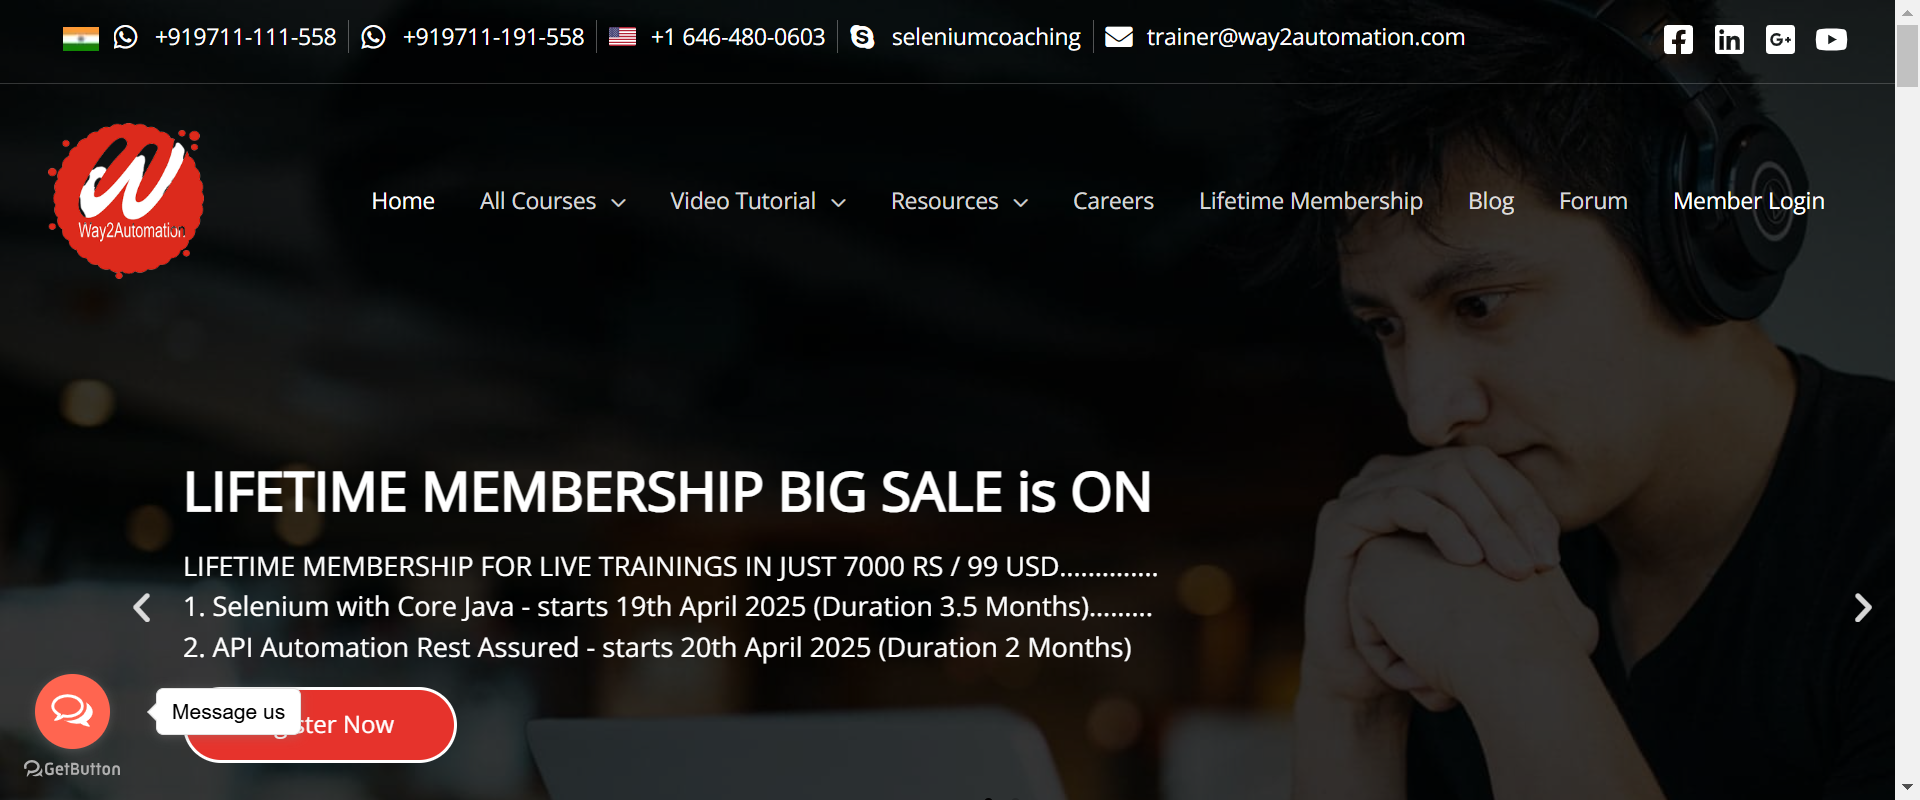 +919711-111-558 +919711-191-558 +1 646-480-0603 seleniumcoaching trainer@way2automation.com
Way2Automation
Home All Courses Video Tutorial Resources Careers Lifetime Membership Blog Forum Member Login
LIFETIME MEMBERSHIP BIG SALE is ON
LIFETIME MEMBERSHIP FOR LIVE TRAININGS IN JUST 7000 RS / 99 USD..............
1. Selenium with Core Java - starts 19th April 2025 (Duration 3.5 Months).........
2. API Automation Rest Assured - starts 20th April 2025 (Duration 2 Months)
Message us
Now
GetButton